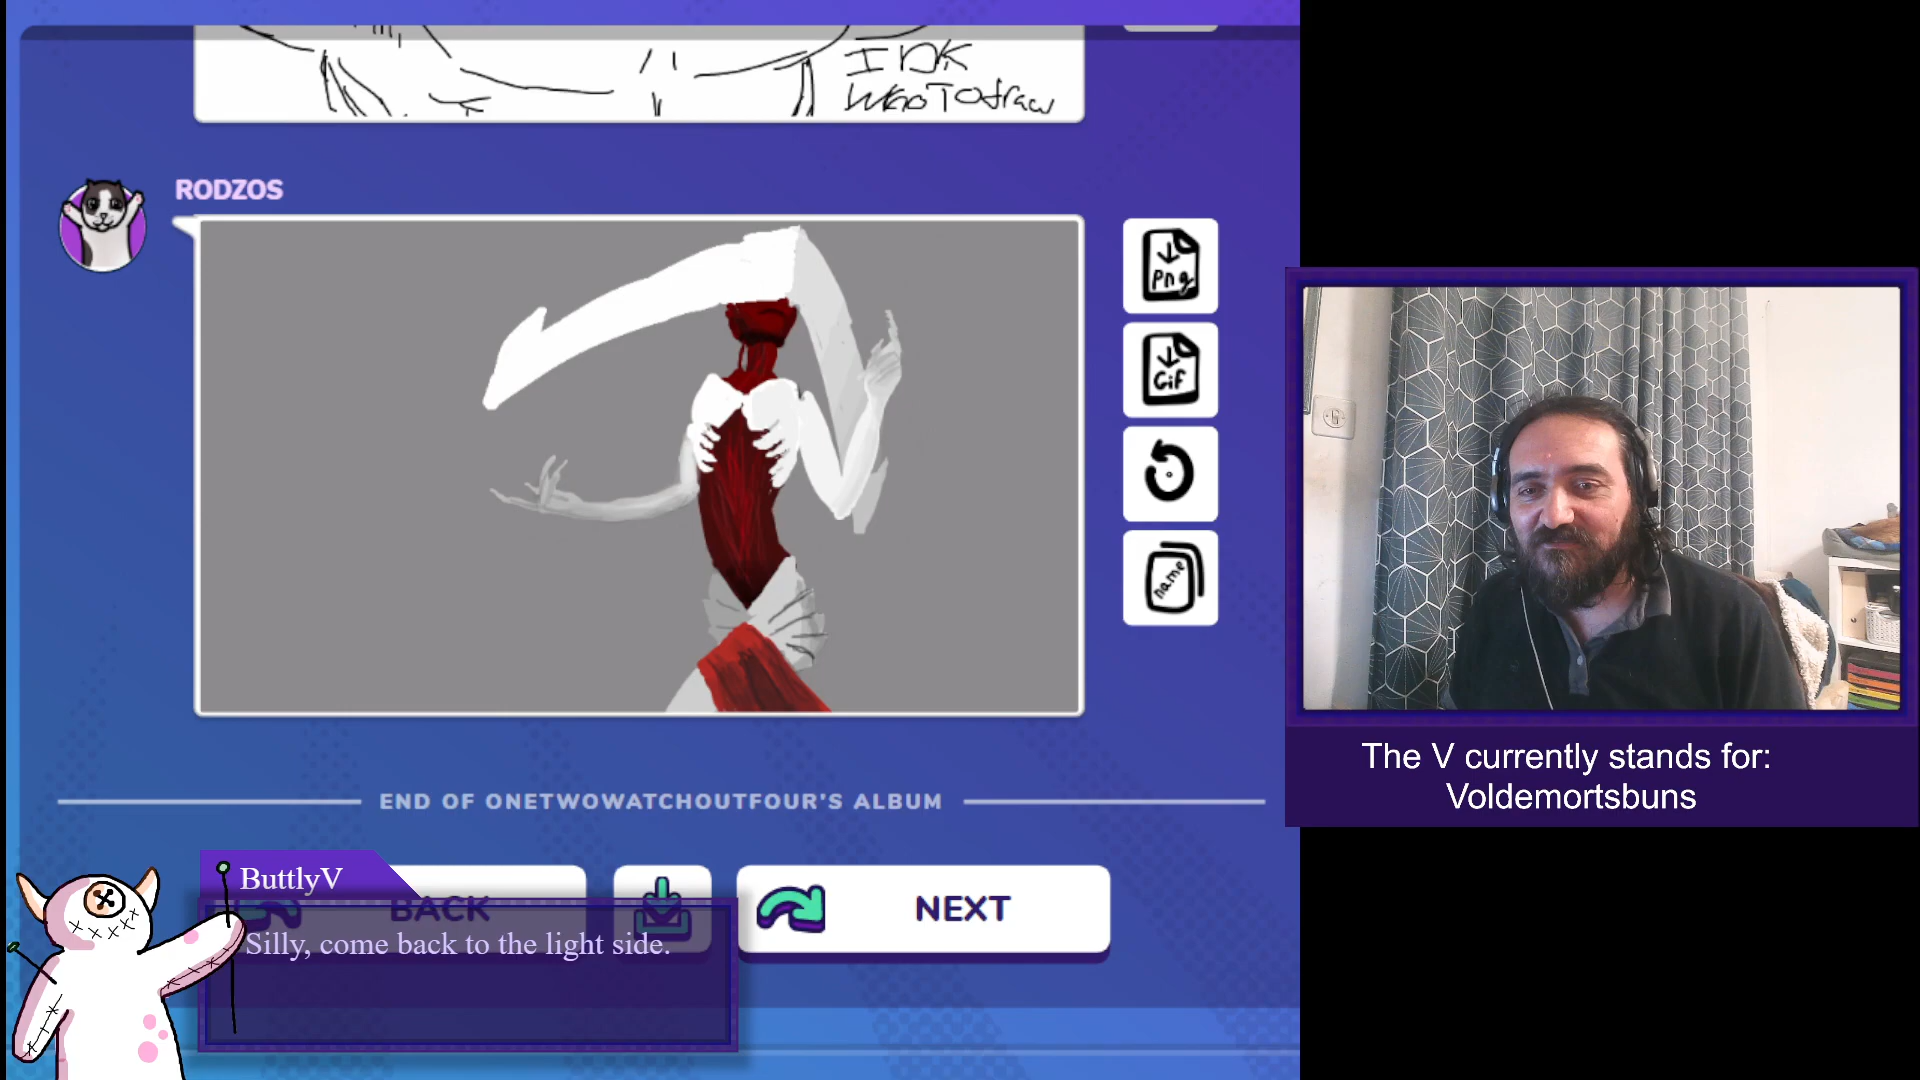 IDK
WhoTodraw
RODZOS
Png
Gif
name
END OF ONETWOWATCHOUTFOUR'S ALBUM
ButtlyV
BACK
NEXT
Silly, come back to the light side.
The V currently stands for:
Voldemortsbuns